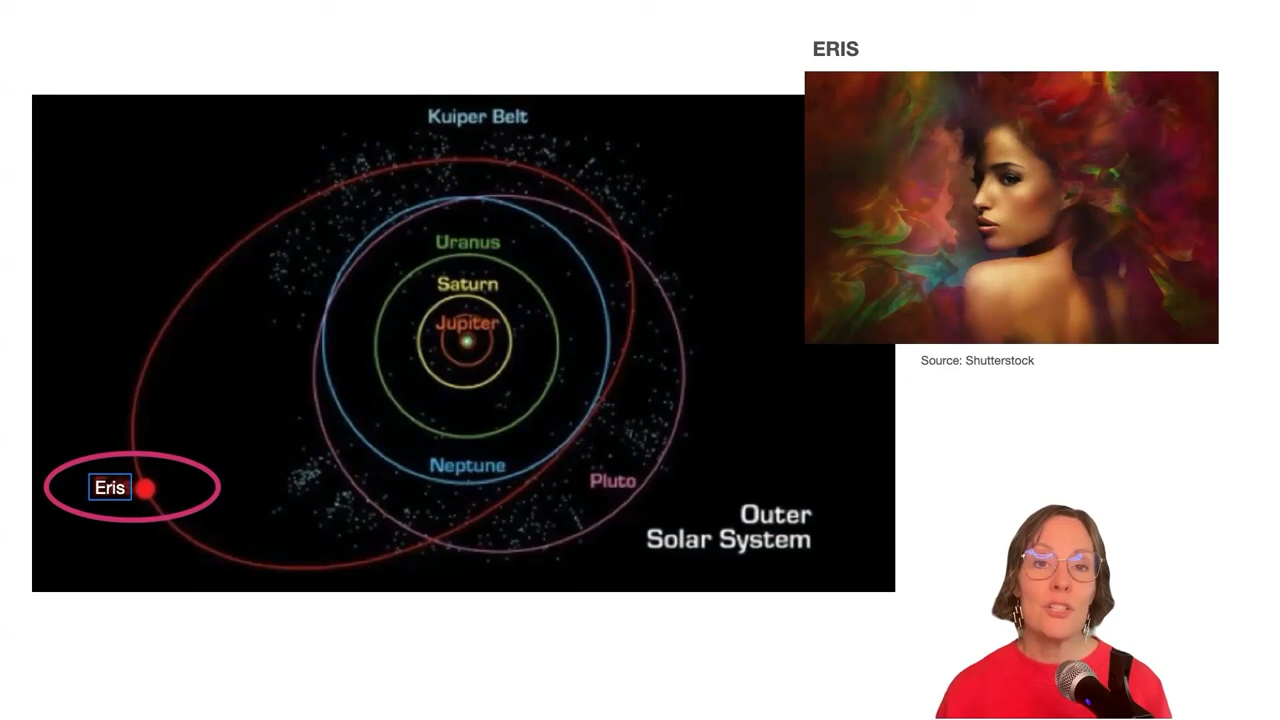 ERIS
Kuiper Belt
Uranus
Saturn
Jupiter
Source: Shutterstock
Neptune
Pluto
Eris
Outer
Solar System